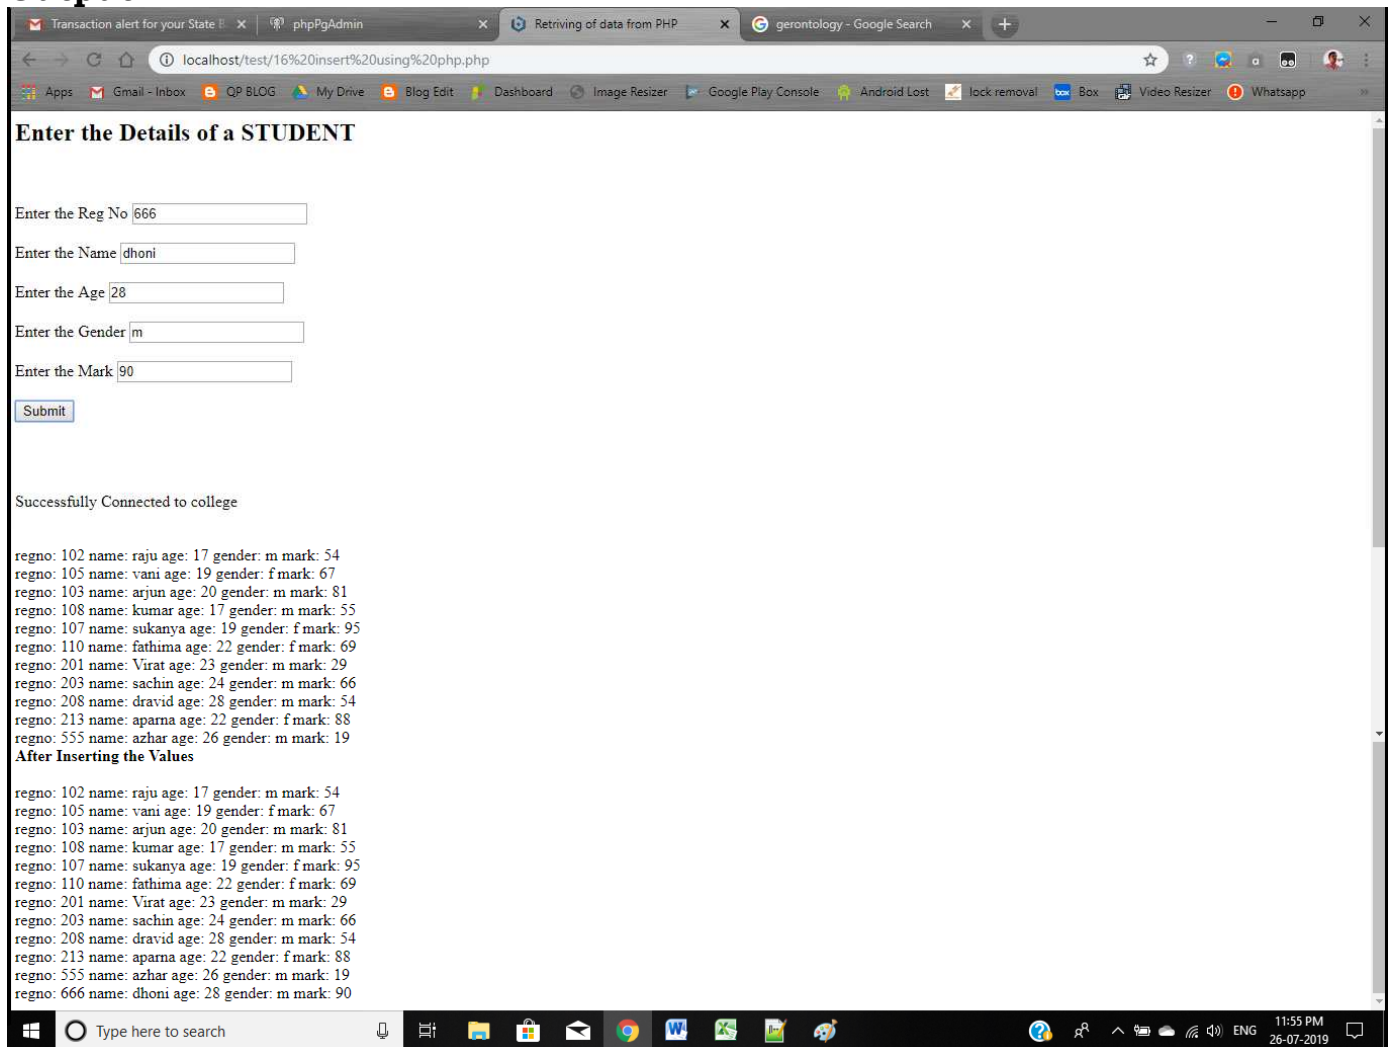 Transaction alert for your State B
phpPgAdmin
Retriving of data from PHP
gerontology - Google Search
localhost/test/16%20insert%20using%20php.php
Apps Gmail - Inbox QP BLOG My Drive Blog Edit Dashboard Image Resizer Google Play Console Android Lost lock removal box Box Video Resizer Whatsapp
Enter the Details of a STUDENT
Enter the Reg No 666
Enter the Name dhoni
Enter the Age 28
Enter the Gender m
Enter the Mark 90
Submit
Successfully Connected to college
regno: 102 name: raju age: 17 gender: m mark: 54
regno: 105 name: vani age: 19 gender: f mark: 67
regno: 103 name: arjun age: 20 gender: m mark: 81
regno: 108 name: kumar age: 17 gender: m mark: 55
regno: 107 name: sukanya age: 19 gender: f mark: 95
regno: 110 name: fathima age: 22 gender: f mark: 69
regno: 201 name: Virat age: 23 gender: m mark: 29
regno: 203 name: sachin age: 24 gender: m mark: 66
regno: 208 name: dravid age: 28 gender: m mark: 54
regno: 213 name: aparna age: 22 gender: f mark: 88
regno: 555 name: azhar age: 26 gender: m mark: 19
After Inserting the Values
regno: 102 name: raju age: 17 gender: m mark: 54
regno: 105 name: vani age: 19 gender: f mark: 67
regno: 103 name: arjun age: 20 gender: m mark: 81
regno: 108 name: kumar age: 17 gender: m mark: 55
regno: 107 name: sukanya age: 19 gender: f mark: 95
regno: 110 name: fathima age: 22 gender: f mark: 69
regno: 201 name: Virat age: 23 gender: m mark: 29
regno: 203 name: sachin age: 24 gender: m mark: 66
regno: 208 name: dravid age: 28 gender: m mark: 54
regno: 213 name: aparna age: 22 gender: f mark: 88
regno: 555 name: azhar age: 26 gender: m mark: 19
regno: 666 name: dhoni age: 28 gender: m mark: 90
Type here to search
ENG
11:55 PM
26-07-2019